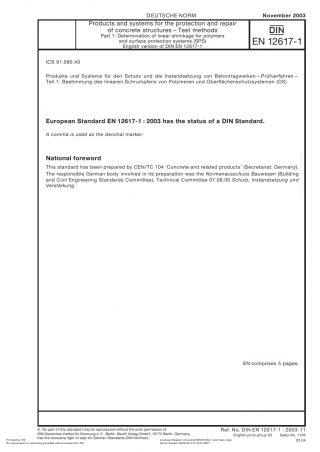 DEUTSCHE NORM
November 2003
Products and systems for the protection and repair
of concrete structures – Test methods
Part 1: Determination of linear shrinkage for polymers
and surface protection systems (SPS)
English version of DIN EN 12617-1
DIN
EN 12617-1
ICS 91.080.40
Produkte und Systeme für den Schutz und die Instandsetzung von Betontragwerken – Prüfverfahren –
Teil 1: Bestimmung des linearen Schrumpfens von Polymeren und Oberflächenschutzsystemen (OS)
European Standard EN 12617-1 : 2003 has the status of a DIN Standard.
A comma is used as the decimal marker.
National foreword
This standard has been prepared by CEN/TC 104 ‘Concrete and related products’ (Secretariat: Germany).
The responsible German body involved in its preparation was the Normenausschuss Bauwesen (Building
and Civil Engineering Standards Committee), Technical Committee 07.06.00 Schutz, Instandsetzung und
Verstärkung.
EN comprises 5 pages.
© No part of this standard may be reproduced without the prior permission of
DIN Deutsches Institut für Normung e. V., Berlin. Beuth Verlag GmbH, 10772 Berlin, Germany,
has the exclusive right of sale for German Standards (DIN-Normen).
Ref. No. DIN EN 12617-1 : 2003-11
English price group 06 Sales No. 1106
03.04